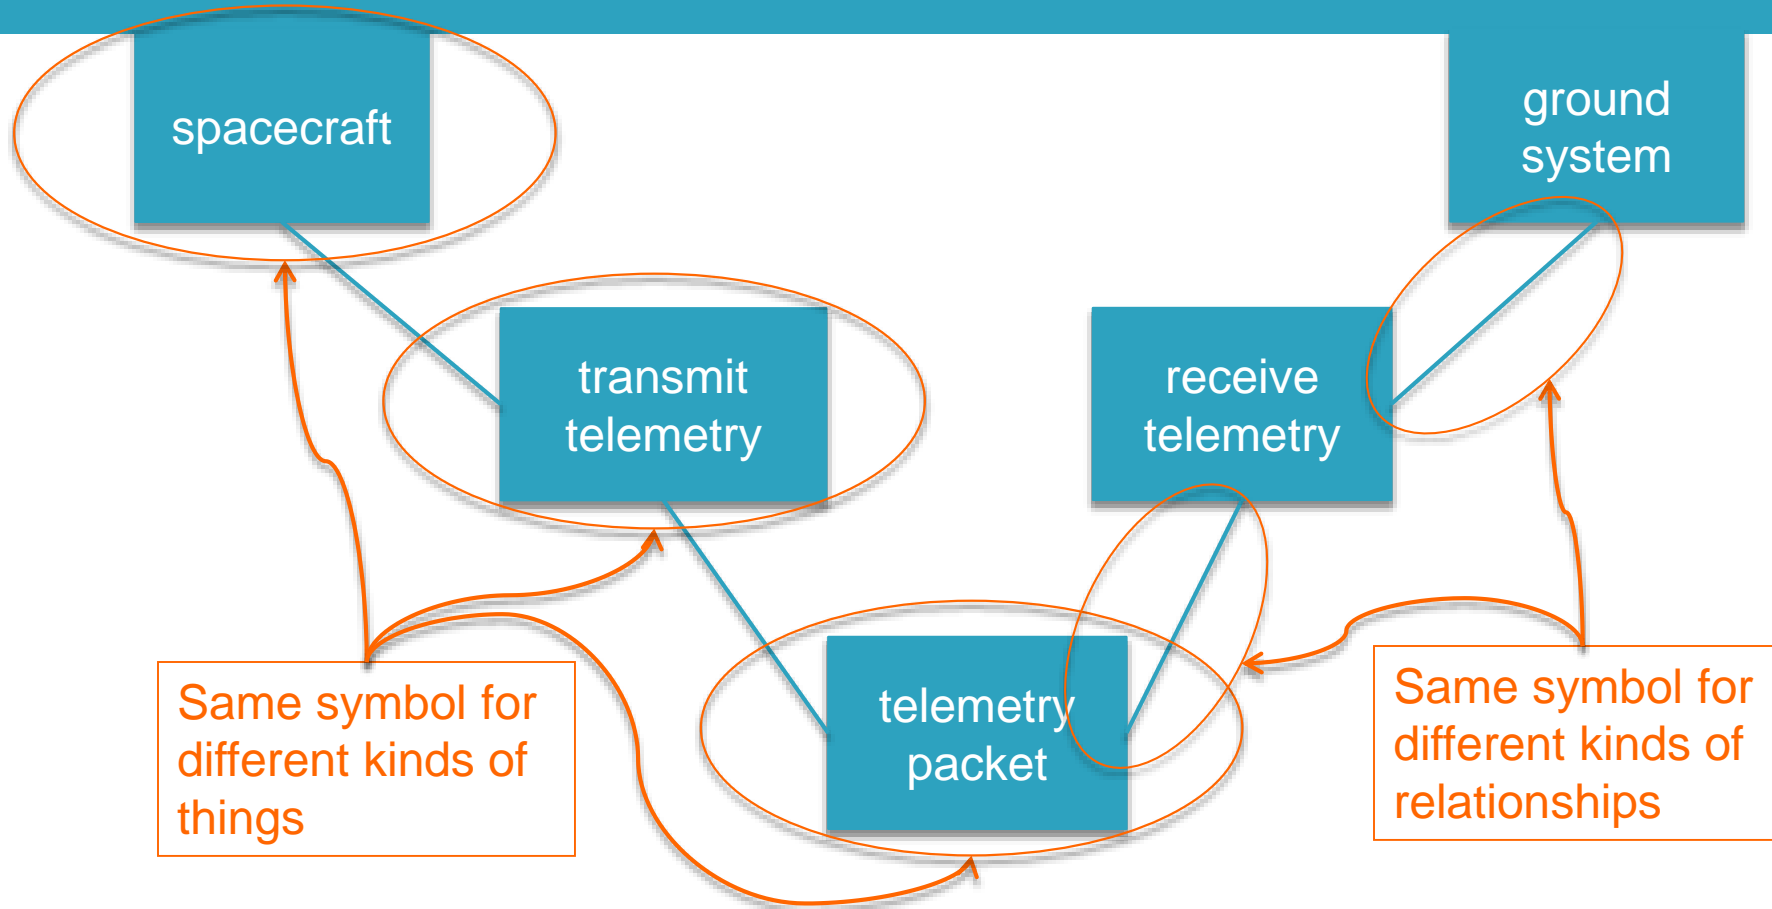 spacecraft
ground
system
transmit
telemetry
receive
telemetry
telemetry
packet
Same symbol for
different kinds of
things
Same symbol for
different kinds of
relationships